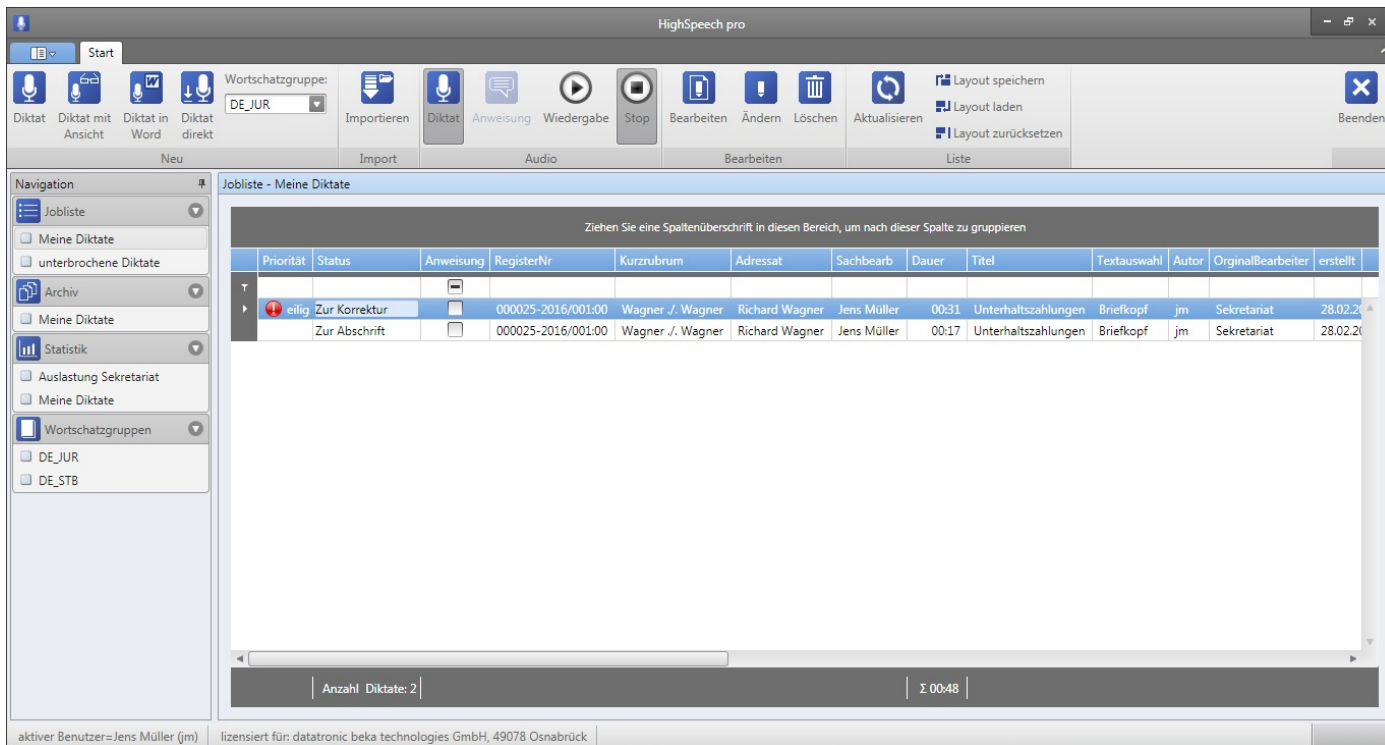 HighSpeech pro
Start
Diktat
Diktat mit Ansicht
Diktat in Word
Diktat direkt
Wortschatzgruppe:
DE_JUR
Importieren
Diktat
Anweisung
Wiedergabe
Stop
Bearbeiten
Ändern
Löschen
Aktualisieren
Layout speichern
Layout laden
Layout zurücksetzen
Beenden
Neu
Import
Audio
Bearbeiten
Liste
Navigation
Jobliste
Meine Diktate
unterbrochene Diktate
Archiv
Meine Diktate
Statistik
Auslastung Sekretariat
Meine Diktate
Wortschatzgruppen
DE_JUR
DE_STB
Jobliste - Meine Diktate
Ziehen Sie eine Spaltenüberschrift in diesen Bereich, um nach dieser Spalte zu gruppieren
Priorität Status Anweisung RegisterNr Kurzrubrum Adressat Sachbearb Dauer Titel Textauswahl Autor OrginalBearbeiter erstellt
eilig Zur Korrektur 000025-2016/001:00 Wagner ./. Wagner Richard Wagner Jens Müller 00:31 Unterhaltszahlungen Briefkopf jm Sekretariat 28.02.20
Zur Abschrift 000025-2016/001:00 Wagner ./. Wagner Richard Wagner Jens Müller 00:17 Unterhaltszahlungen Briefkopf jm Sekretariat 28.02.20
Anzahl Diktate: 2 Σ 00:48
aktiver Benutzer=Jens Müller (jm) lizensiert für: datatronic beka technologies GmbH, 49078 Osnabrück